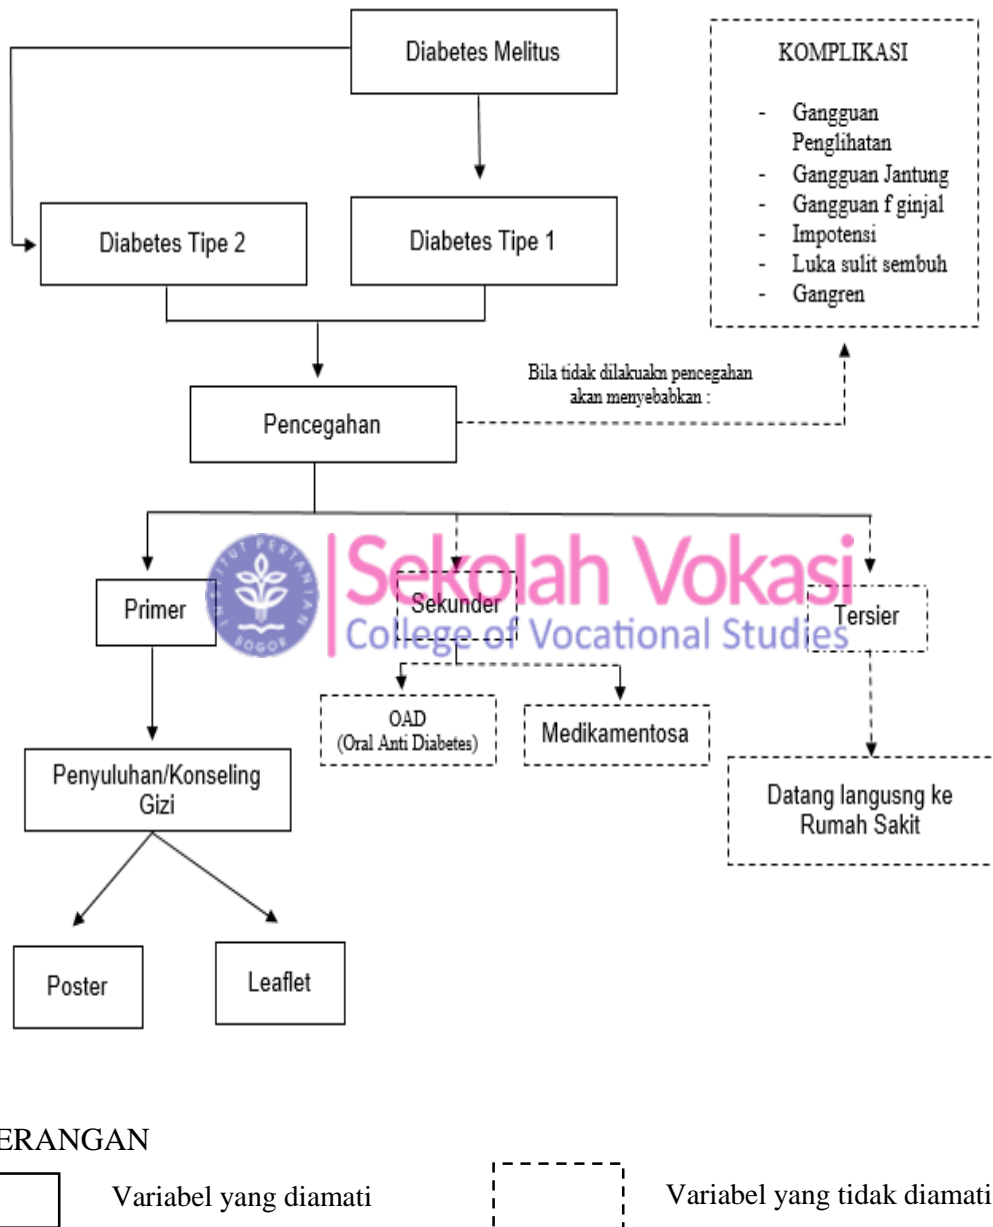 Diabetes Melitus
KOMPLIKASI
- Gangguan
Penglihatan
- Gangguan Jantung
- Gangguan f ginjal
- Impotensi
- Luka sulit sembuh
- Gangren
Diabetes Tipe 2
Diabetes Tipe 1
Bila tidak dilakuakn pencegahan
akan menyebabkan :
Pencegahan
INSTITUT PERTANIAN
BOGOR
Sekolah Vokasi
College of Vocational Studies
Primer
Sekunder
Tersier
OAD
(Oral Anti Diabetes)
Medikamentosa
Penyuluhan/Konseling
Gizi
Datang langusng ke
Rumah Sakit
Poster
Leaflet
ERANGAN
Variabel yang diamati
Variabel yang tidak diamati